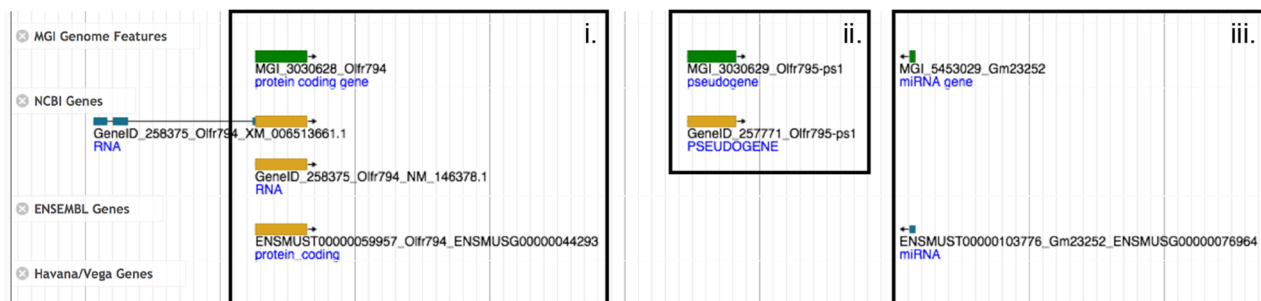 i.
ii.
iii.
MGI Genome Features
MGI_3030628_Olfr794
protein coding gene
MGI_3030629_Olfr795-ps1
pseudogene
MGI_5453029_Gm23252
miRNA gene
NCBI Genes
GeneID_258375_Olfr794_XM_006513661.1
RNA
GeneID_257771_Olfr795-ps1
PSEUDOGENE
GeneID_258375_Olfr794_NM_146378.1
RNA
ENSEMBL Genes
ENSMUST00000059957_Olfr794_ENSMUSG00000044293
protein_coding
ENSMUST00000103776_Gm23252_ENSMUSG00000076964
miRNA
Havana/Vega Genes